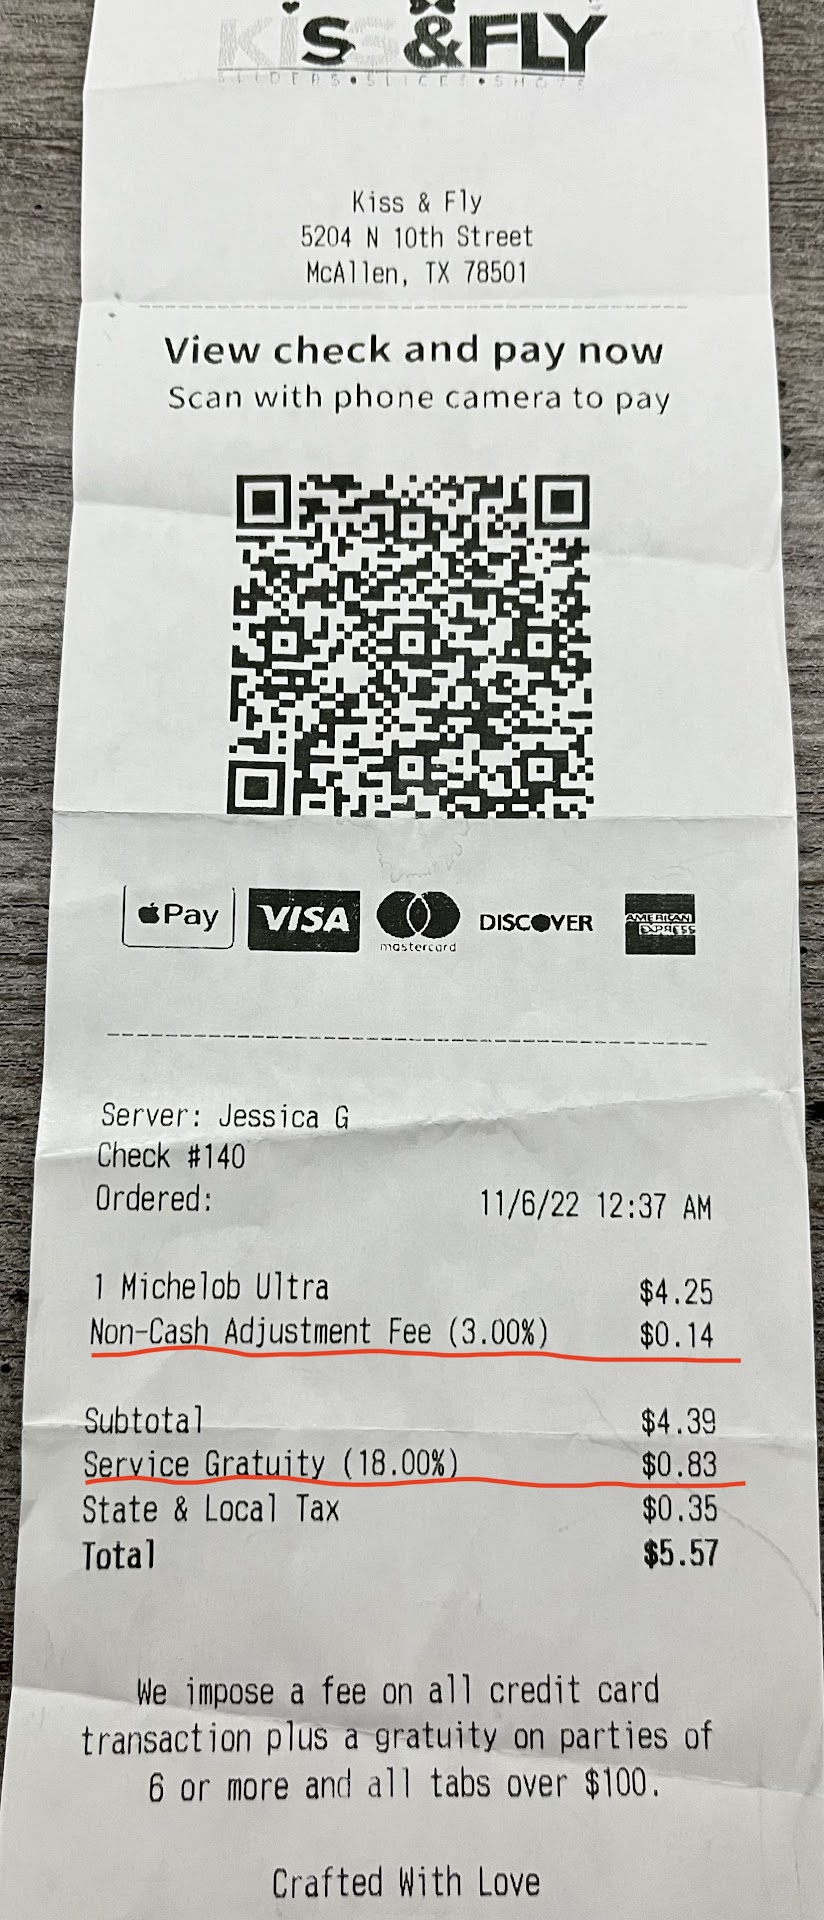 KiSS &FLY
SLIDERS • SLICES • SHOTS
Kiss & Fly
5204 N 10th Street
McAllen, TX 78501
View check and pay now
Scan with phone camera to pay
Pay VISA mastercard DISCOVER AMERICAN EXPRESS
Server: Jessica G
Check #140
Ordered: 11/6/22 12:37 AM
1 Michelob Ultra $4.25
Non-Cash Adjustment Fee (3.00%) $0.14
Subtotal $4.39
Service Gratuity (18.00%) $0.83
State & Local Tax $0.35
Total $5.57
We impose a fee on all credit card
transaction plus a gratuity on parties of
6 or more and all tabs over $100.
Crafted With Love